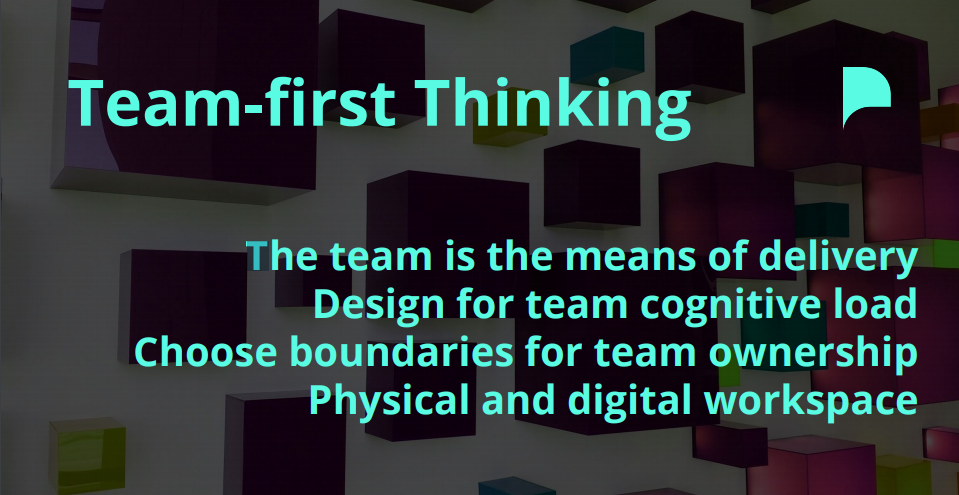 Team-first Thinking
The team is the means of delivery
Design for team cognitive load
Choose boundaries for team ownership
Physical and digital workspace